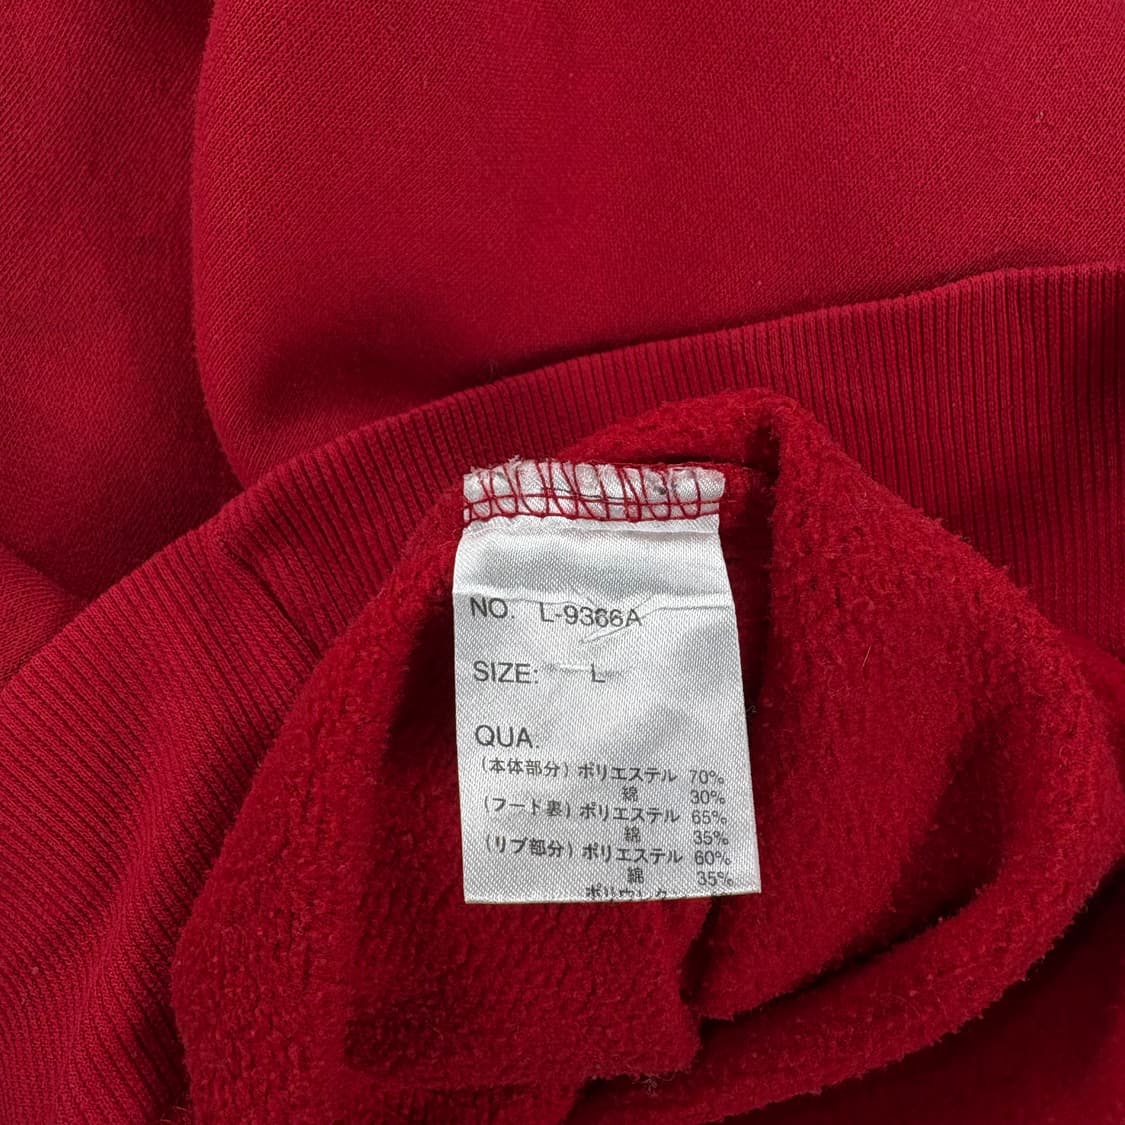 NO. L-9366A
SIZE: L
QUA.
(本体部分) ポリエステル 70%
綿 30%
(フード裏) ポリエステル 65%
綿 35%
(リブ部分) ポリエステル 60%
綿 35%